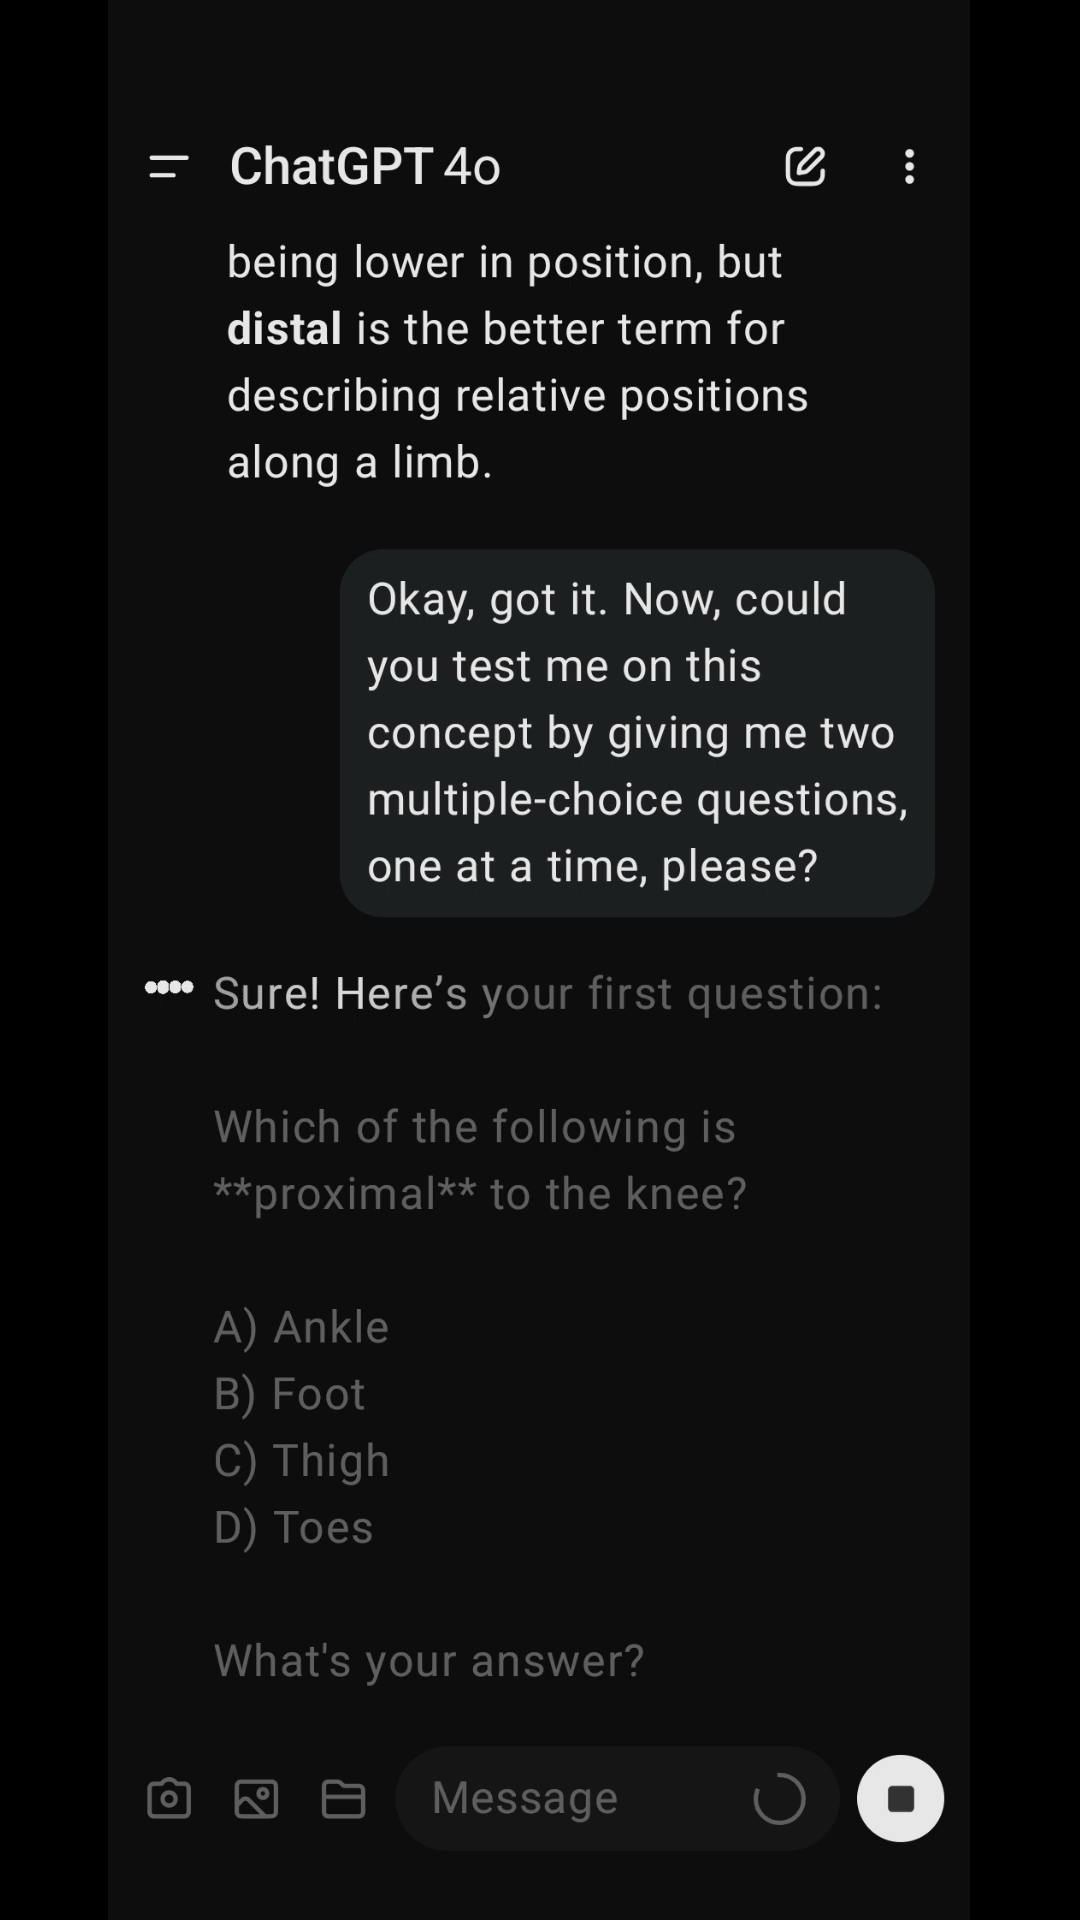 ChatGPT 4o
being lower in position, but
distal is the better term for
describing relative positions
along a limb.
Okay, got it. Now, could
you test me on this
concept by giving me two
multiple-choice questions,
one at a time, please?
Sure! Here’s your first question:
Which of the following is
**proximal** to the knee?
A) Ankle
B) Foot
C) Thigh
D) Toes
What's your answer?
Message